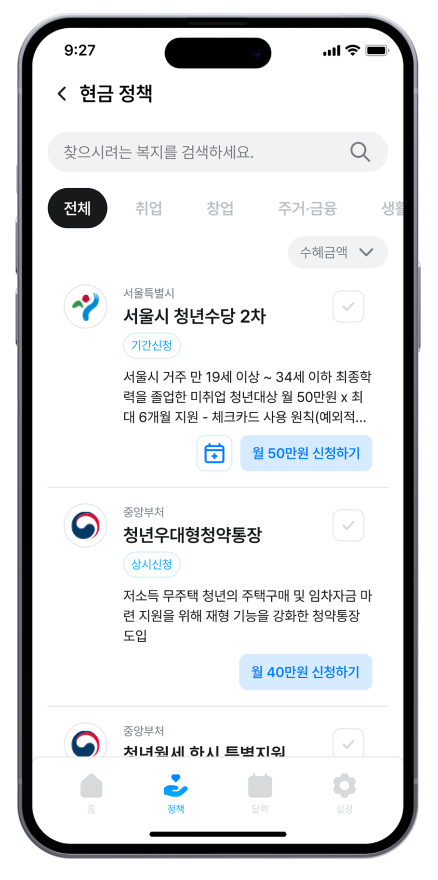 9:27
현금 정책
찾으시려는 복지를 검색하세요.
전체 취업 창업 주거·금융 생활
수혜금액
서울특별시
서울시 청년수당 2차
기간신청
서울시 거주 만 19세 이상 ~ 34세 이하 최종학
력을 졸업한 미취업 청년대상 월 50만원 x 최
대 6개월 지원 - 체크카드 사용 원칙(예외적...
월 50만원 신청하기
중앙부처
청년우대형청약통장
상시신청
저소득 무주택 청년의 주택구매 및 임차자금 마
련 지원을 위해 재형 기능을 강화한 청약통장
도입
월 40만원 신청하기
중앙부처
청년월세 한시 특별지원
홈 정책 달력 설정